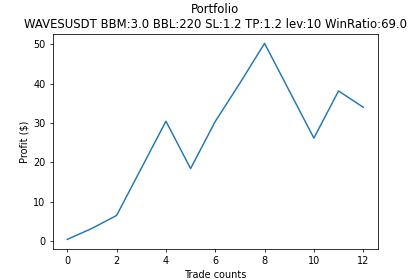 Portfolio
WAVESUSDT BBM:3.0 BBL:220 SL:1.2 TP:1.2 lev:10 WinRatio:69.0
50
40
30
20
10
0
Profit ($)
0 2 4 6 8 10 12
Trade counts